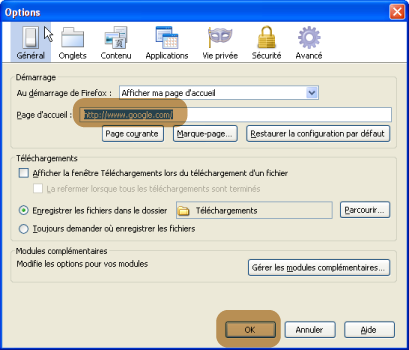 Options
Général Onglets Contenu Applications Vie privée Sécurité Avancé
Démarrage
Au démarrage de Firefox : Afficher ma page d'accueil
Page d'accueil : http://www.google.com/
Page courante Marque-page... Restaurer la configuration par défaut
Téléchargements
Afficher la fenêtre Téléchargements lors du téléchargement d'un fichier
La refermer lorsque tous les téléchargements sont terminés
Enregistrer les fichiers dans le dossier Téléchargements Parcourir...
Toujours demander où enregistrer les fichiers
Modules complémentaires
Modifie les options pour vos modules Gérer les modules complémentaires...
OK Annuler Aide